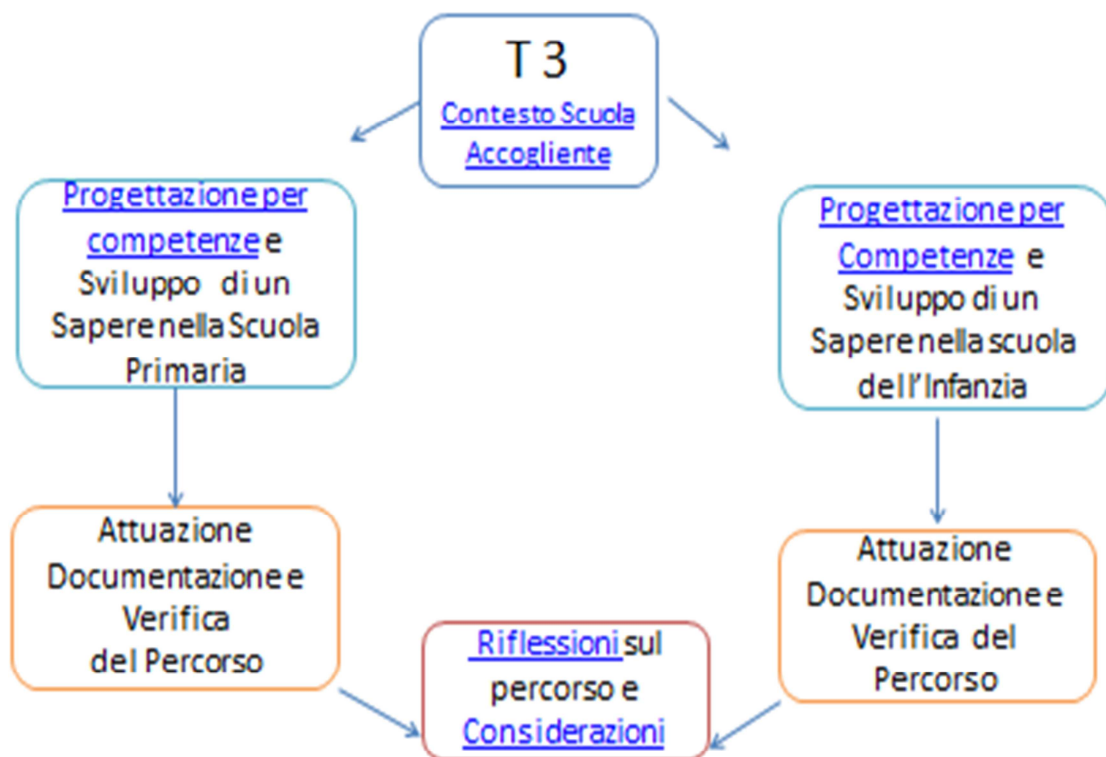 T 3
Contesto Scuola
Accogliente
Progettazione per
competenze e
Sviluppo di un
Sapere nella Scuola
Primaria
Progettazione per
Competenze e
Sviluppo di un
Sapere nella scuola
dell'Infanzia
Attuazione
Documentazione e
Verifica
del Percorso
Attuazione
Documentazione e
Verifica del
Percorso
Riflessioni sul
percorso e
Considerazioni